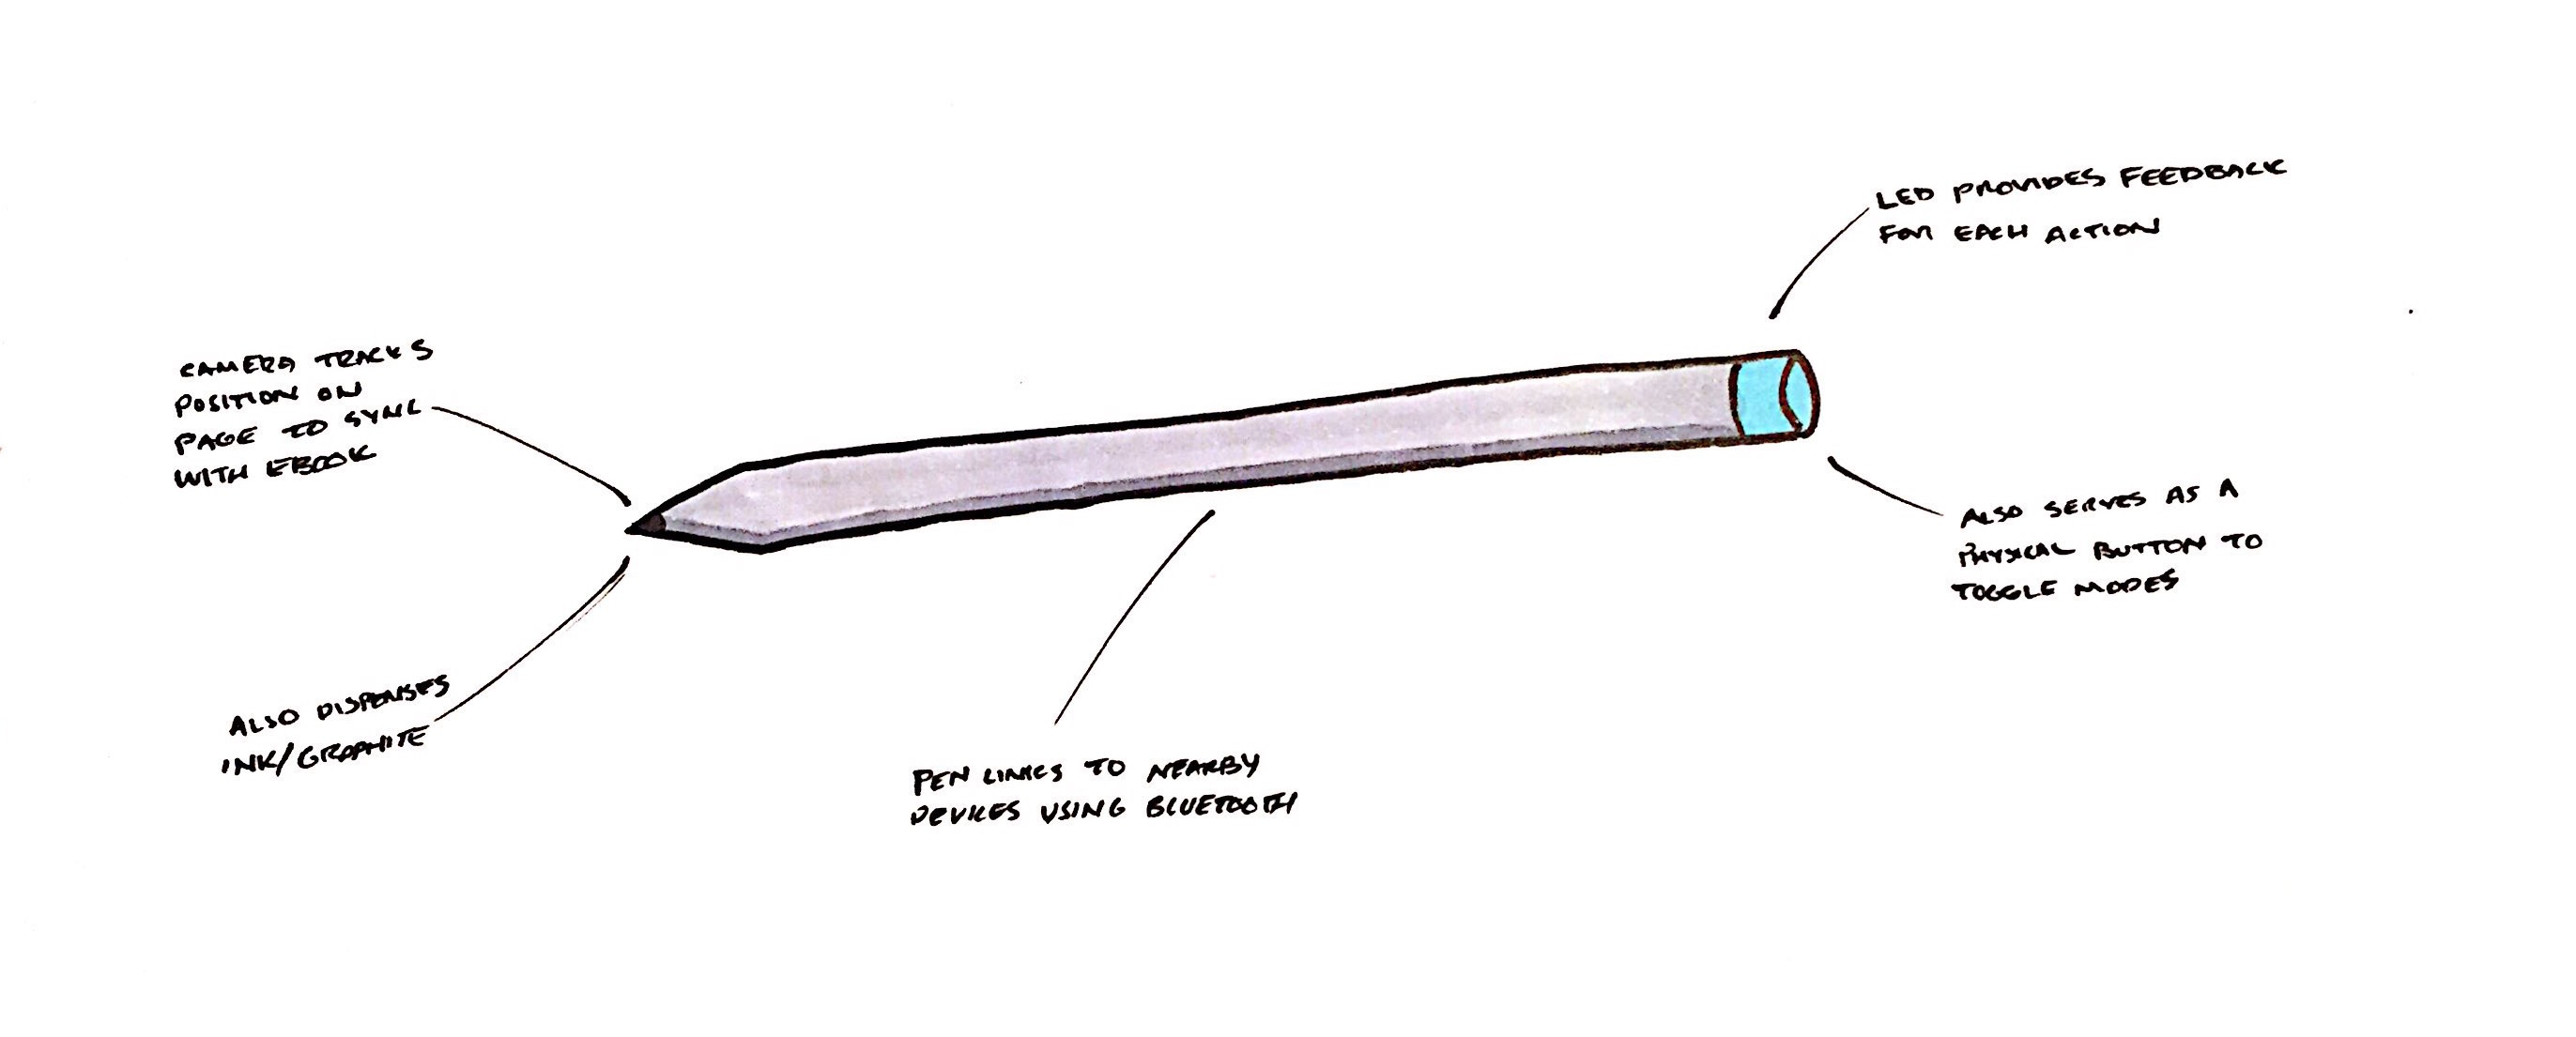 CAMERA TRACKS
POSITION ON
PAGE TO SYNC
WITH EBOOK
ALSO DISPENSES
INK/GRAPHITE
PEN LINKS TO NEARBY
DEVICES USING BLUETOOTH
LED PROVIDES FEEDBACK
FOR EACH ACTION
ALSO SERVES AS A
PHYSICAL BUTTON TO
TOGGLE MODES